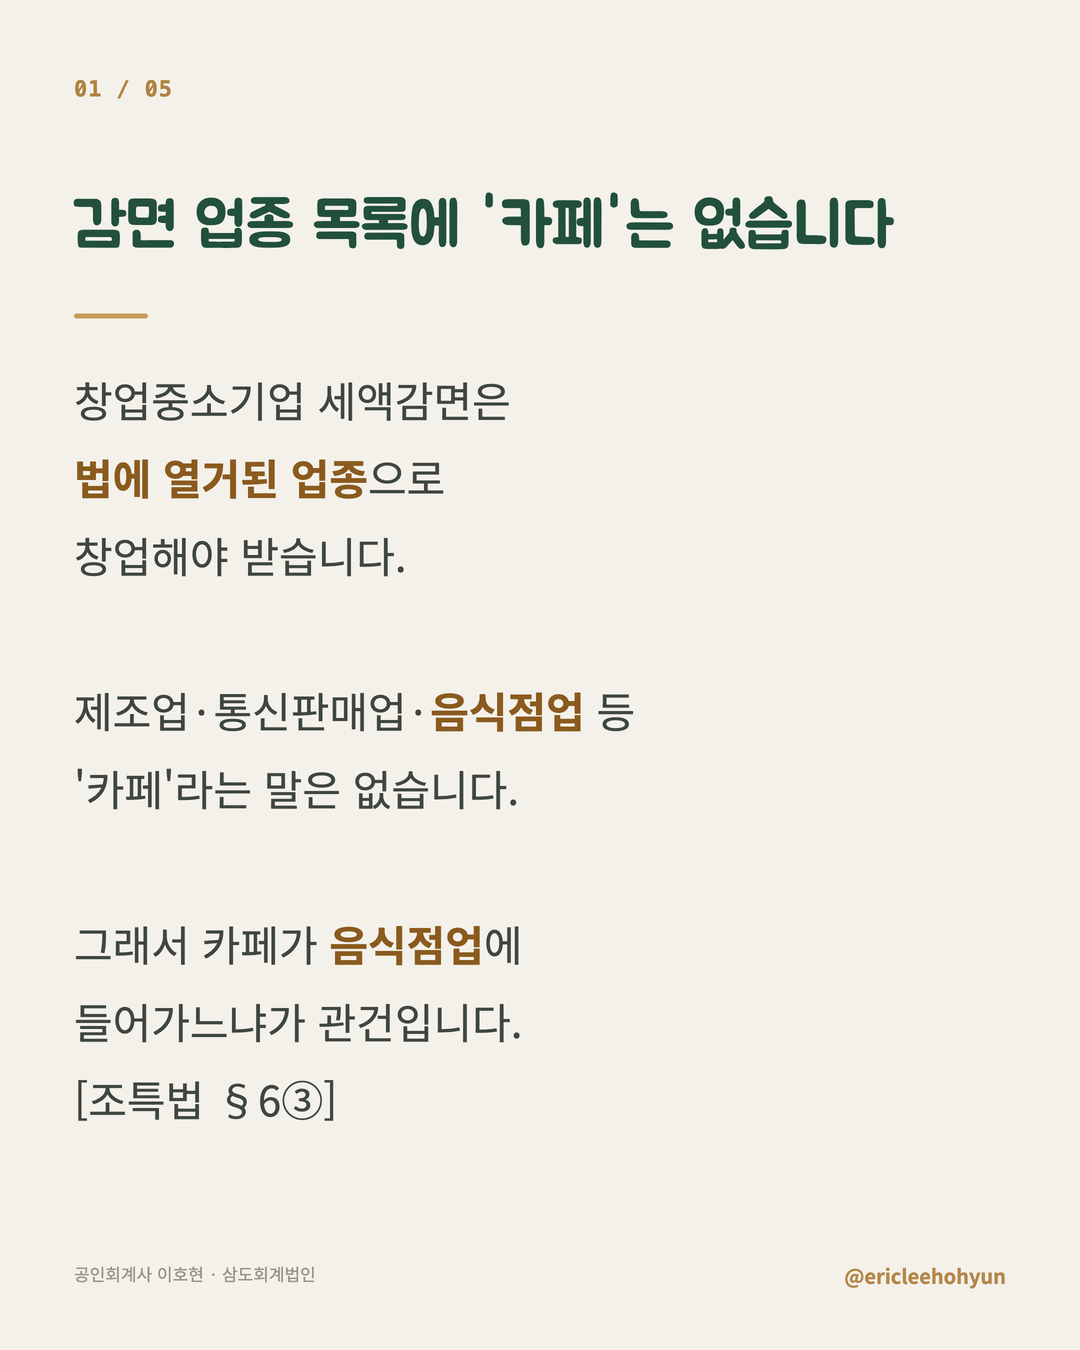 01 / 05
감면 업종 목록에 '카페'는 없습니다
창업중소기업 세액감면은
법에 열거된 업종으로
창업해야 받습니다.
제조업·통신판매업·음식점업 등
'카페'라는 말은 없습니다.
그래서 카페가 음식점업에
들어가느냐가 관건입니다.
[조특법 §6③]
공인회계사 이호현 · 삼도회계법인
@ericleehohyun